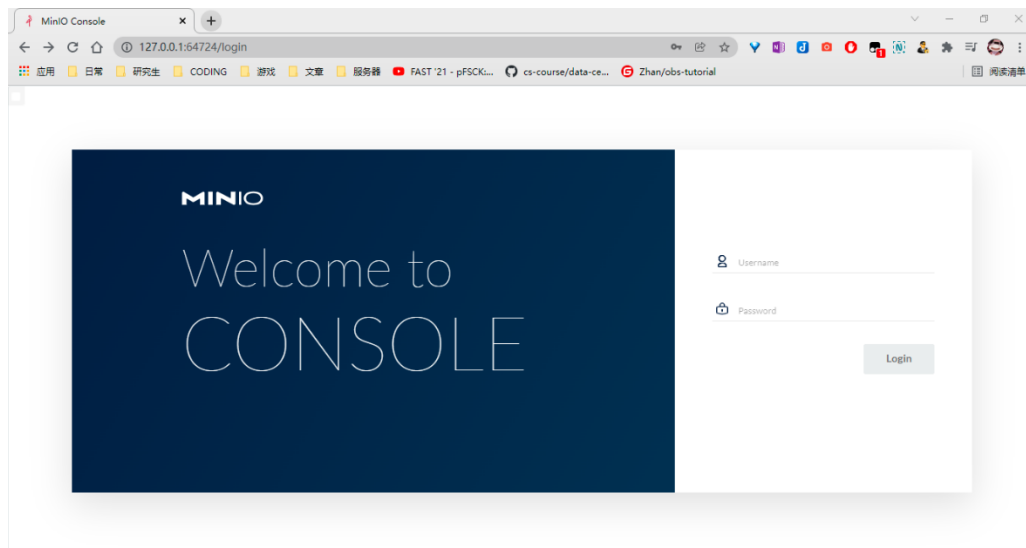 MinIO Console
127.0.0.1:64724/login
应用 日常 研究生 CODING 游戏 文章 服务器 FAST '21 - pFSCK:... cs-course/data-ce... Zhan/obs-tutorial 阅读清单
MINIO
Welcome to
CONSOLE
Username
Password
Login